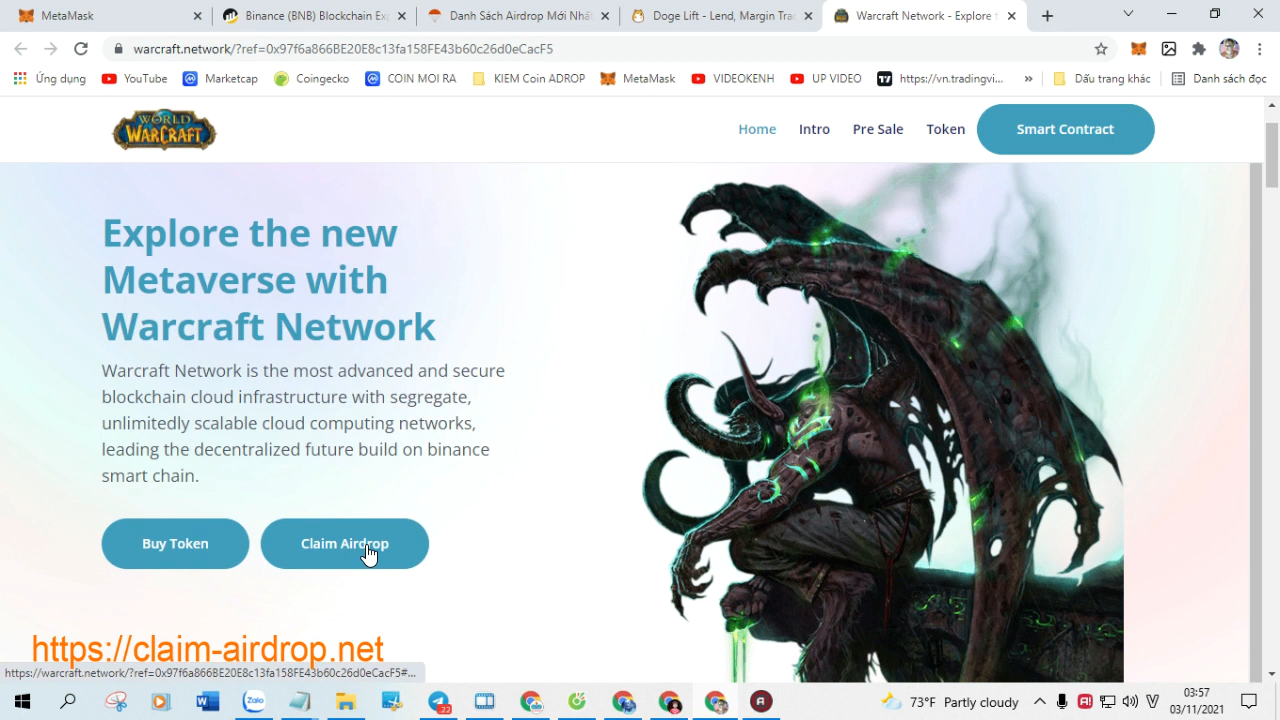 MetaMask
Binance (BNB) Blockchain Exp
Danh Sách Airdrop Mới Nhấ
Doge Lift - Lend, Margin Trad
Warcraft Network - Explore t
warcraft.network/?ref=0x97f6a866BE20E8c13fa158FE43b60c26d0eCacF5
Ứng dụng
YouTube
Marketcap
Coingecko
COIN MOI RA
KIEM Coin ADROP
MetaMask
VIDEOKENH
UP VIDEO
https://vn.tradingvi...
»
Dấu trang khác
Danh sách đọc
WORLD
WARCRAFT
Home
Intro
Pre Sale
Token
Smart Contract
Explore the new
Metaverse with
Warcraft Network
Warcraft Network is the most advanced and secure
blockchain cloud infrastructure with segregate,
unlimitedly scalable cloud computing networks,
leading the decentralized future build on binance
smart chain.
Buy Token
Claim Airdrop
https://claim-airdrop.net
https://warcraft.network/?ref=0x97f6a866BE20E8c13fa158FE43b60c26d0eCacF5#...
Zalo
22
73°F Partly cloudy
03:57
03/11/2021